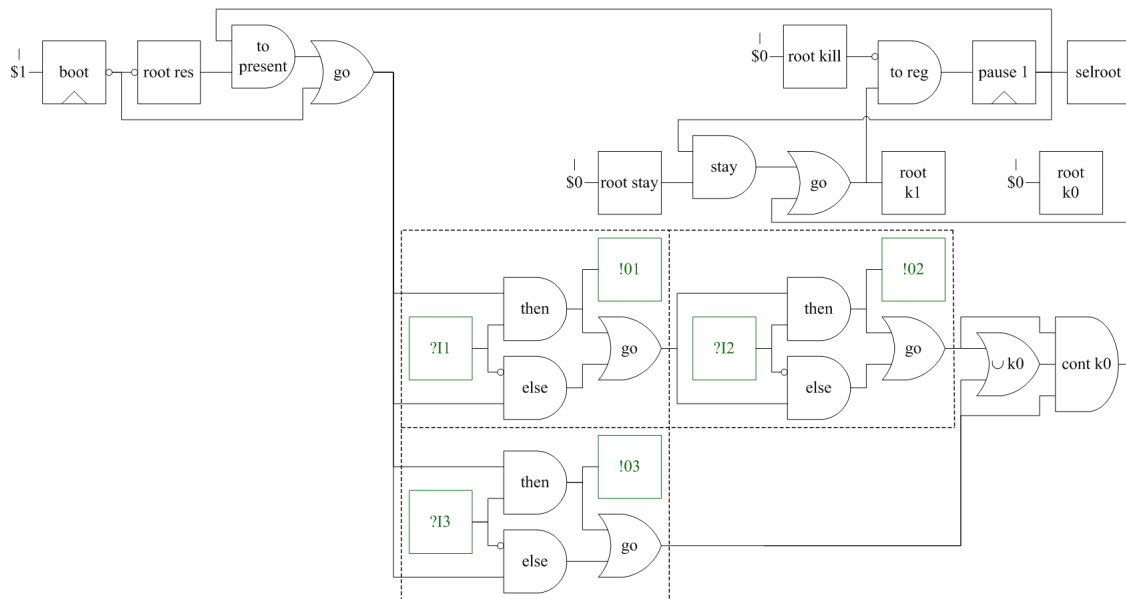 $1
boot
root res
to
present
go
$0
root kill
to reg
pause 1
selroot
$0
root stay
stay
go
root
k1
$0
root
k0
!01
then
?I1
else
go
!02
then
?I2
else
go
∪ k0
cont k0
!03
then
?I3
else
go